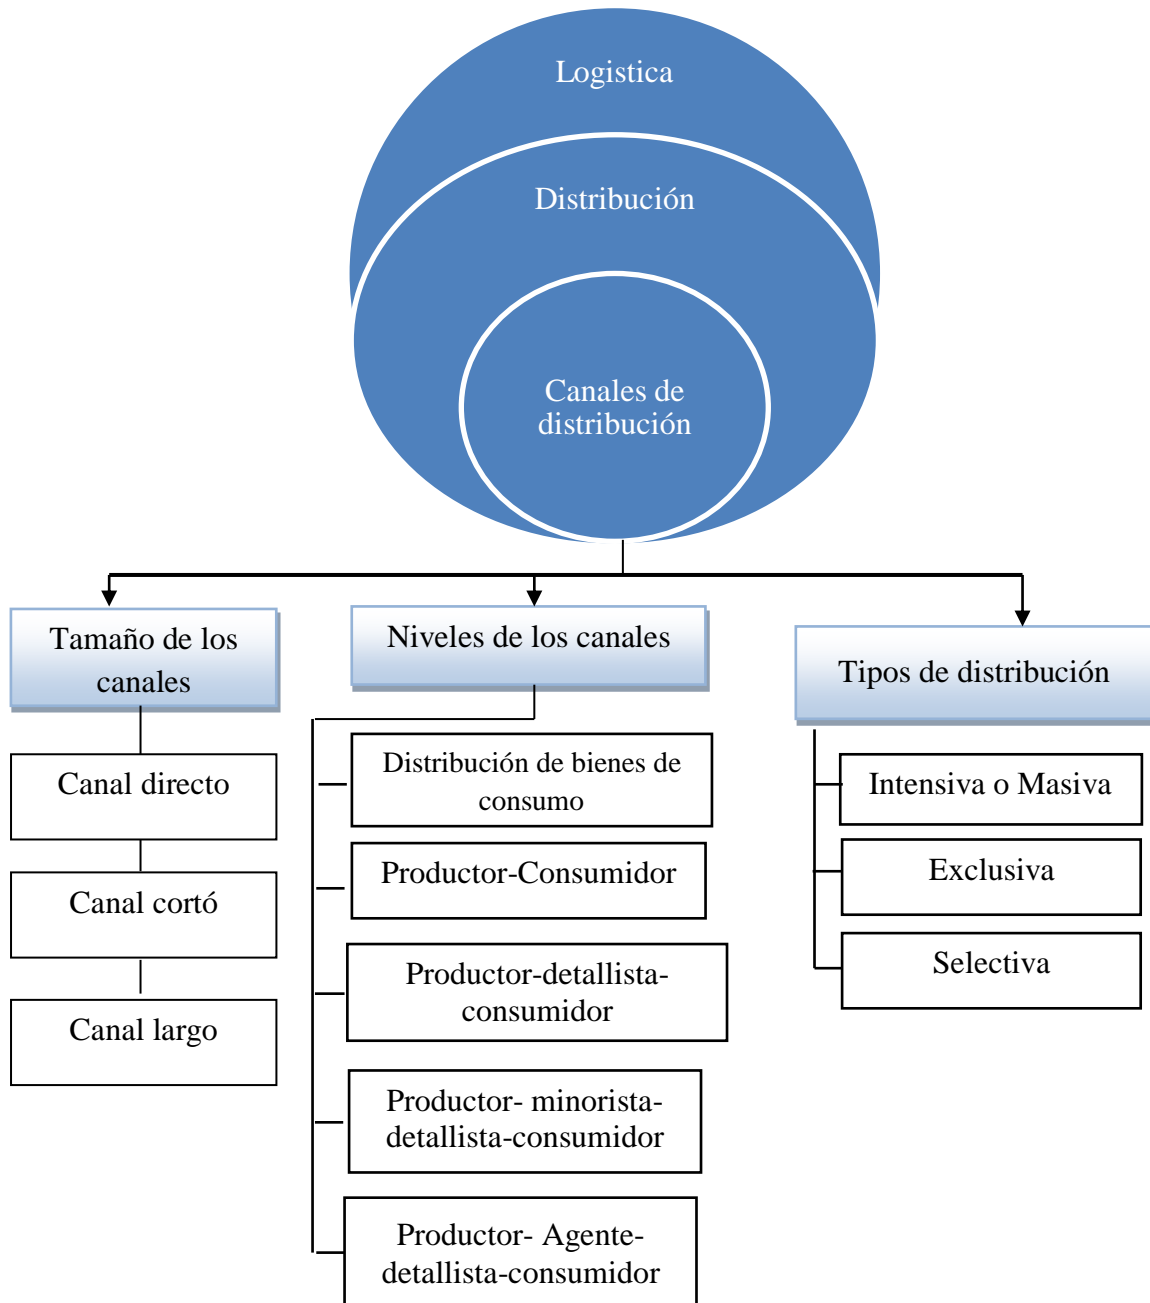 Logistica
Distribución
Canales de
distribución
Tamaño de los
canales
Canal directo
Canal cortó
Canal largo
Niveles de los canales
Distribución de bienes de
consumo
Productor-Consumidor
Productor-detallista-
consumidor
Productor- minorista-
detallista-consumidor
Productor- Agente-
detallista-consumidor
Tipos de distribución
Intensiva o Masiva
Exclusiva
Selectiva